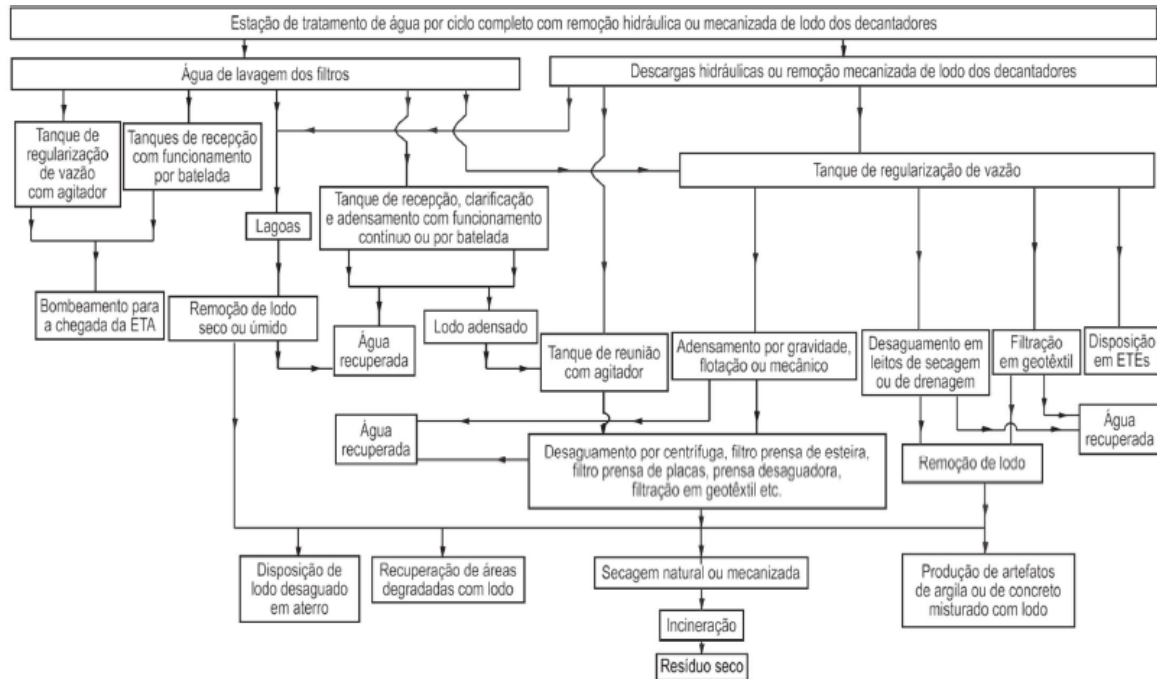 Estação de tratamento de água por ciclo completo com remoção hidráulica ou mecanizada de lodo dos decantadores
Água de lavagem dos filtros
Descargas hidráulicas ou remoção mecanizada de lodo dos decantadores
Tanque de
regularização
de vazão
com agitador
Tanques de recepção
com funcionamento
por batelada
Tanque de regularização de vazão
Tanque de recepção, clarificação
e adensamento com funcionamento
contínuo ou por batelada
Lagoas
Bombeamento para
a chegada da ETA
Remoção de lodo
seco ou úmido
Água
recuperada
Lodo adensado
Tanque de reunião
com agitador
Adensamento por gravidade,
flotação ou mecânico
Desaguamento em
leitos de secagem
ou de drenagem
Filtração
em geotêxtil
Disposição
em ETEs
Água
recuperada
Desaguamento por centrífuga, filtro prensa de esteira,
filtro prensa de placas, prensa desaguadora,
filtração em geotêxtil etc.
Remoção de lodo
Água
recuperada
Disposição de
lodo desaguado
em aterro
Recuperação de áreas
degradadas com lodo
Secagem natural ou mecanizada
Produção de artefatos
de argila ou de concreto
misturado com lodo
Incineração
Resíduo seco